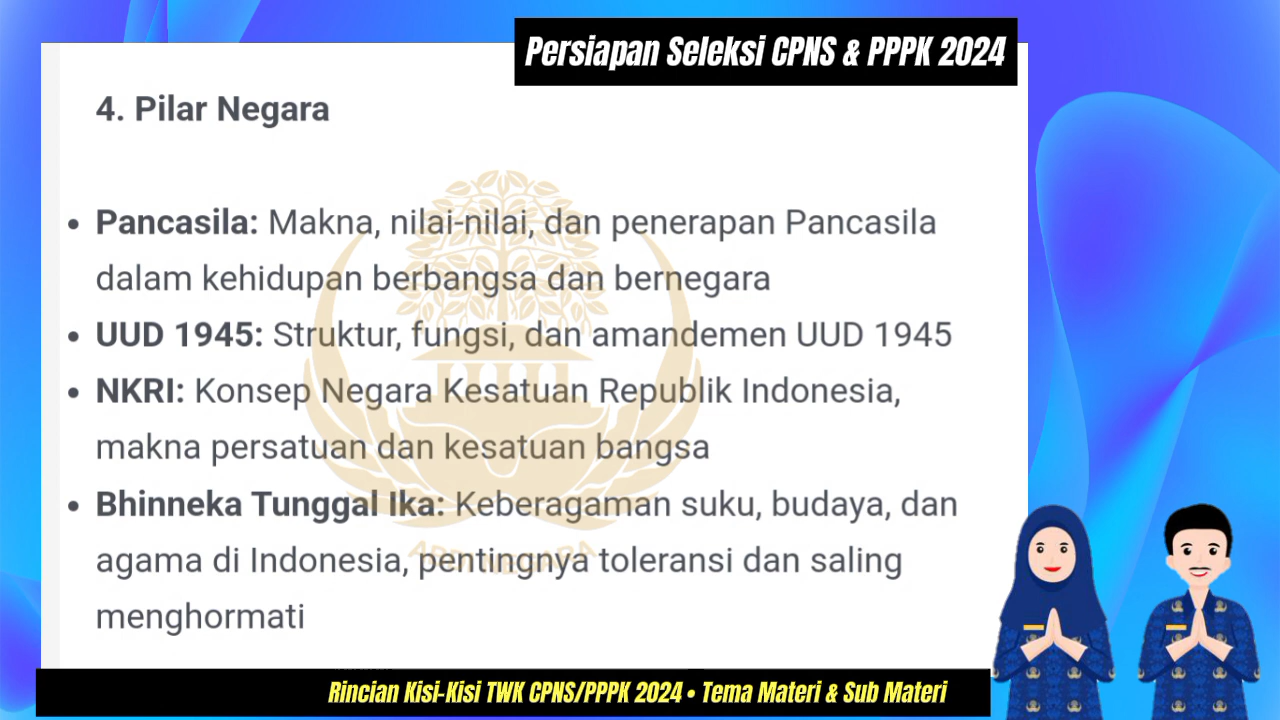 Persiapan Seleksi CPNS & PPPK 2024
4. Pilar Negara
• Pancasila: Makna, nilai-nilai, dan penerapan Pancasila
dalam kehidupan berbangsa dan bernegara
• UUD 1945: Struktur, fungsi, dan amandemen UUD 1945
• NKRI: Konsep Negara Kesatuan Republik Indonesia,
makna persatuan dan kesatuan bangsa
• Bhinneka Tunggal Ika: Keberagaman suku, budaya, dan
agama di Indonesia, pentingnya toleransi dan saling
menghormati
Rincian Kisi-Kisi TWK CPNS/PPPK 2024 • Tema Materi & Sub Materi